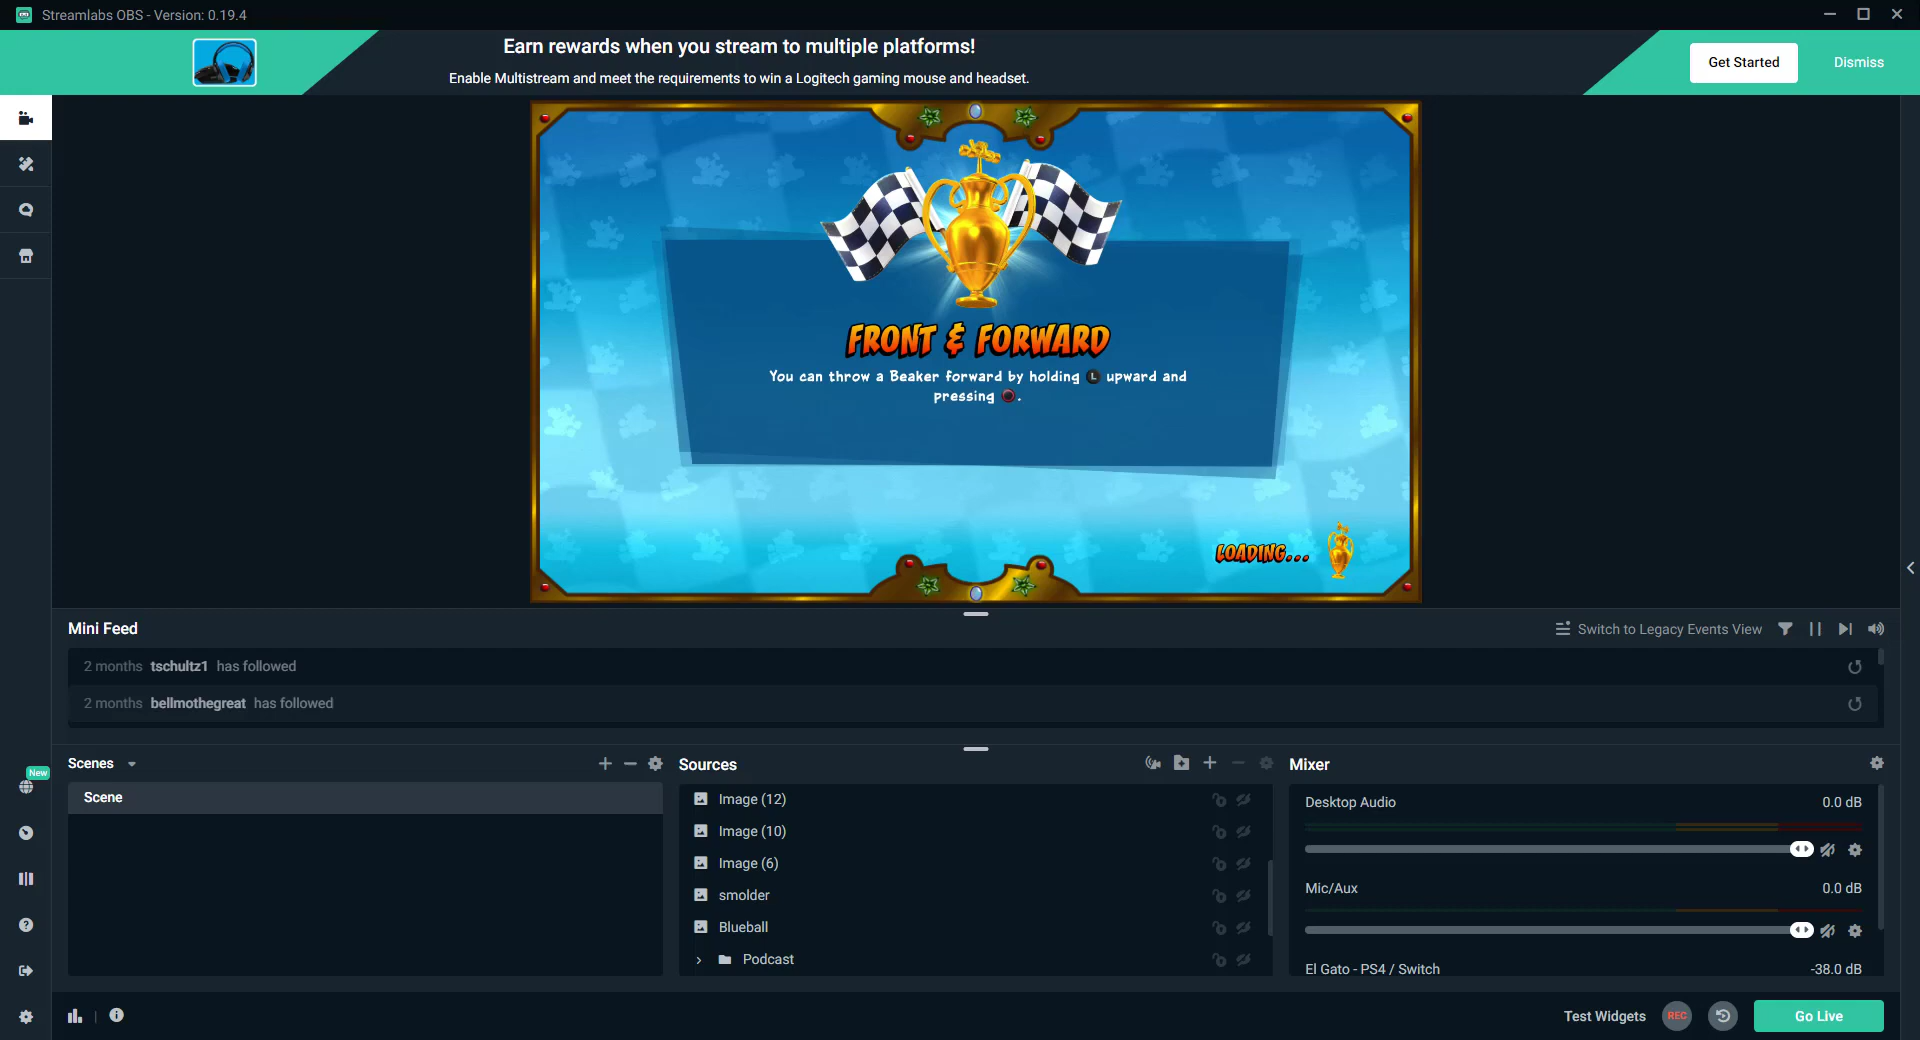 Streamlabs OBS - Version: 0.19.4
Earn rewards when you stream to multiple platforms!
Enable Multistream and meet the requirements to win a Logitech gaming mouse and headset.
Get Started
Dismiss
FRONT & FORWARD
You can throw a Beaker forward by holding L upward and
pressing .
LOADING...
Mini Feed
Switch to Legacy Events View
2 months tschultz1 has followed
2 months bellmothegreat has followed
New
Scenes
Scene
Sources
Image (12)
Image (10)
Image (6)
smolder
Blueball
Podcast
Mixer
Desktop Audio 0.0 dB
Mic/Aux 0.0 dB
El Gato - PS4 / Switch -38.0 dB
Test Widgets
REC
Go Live